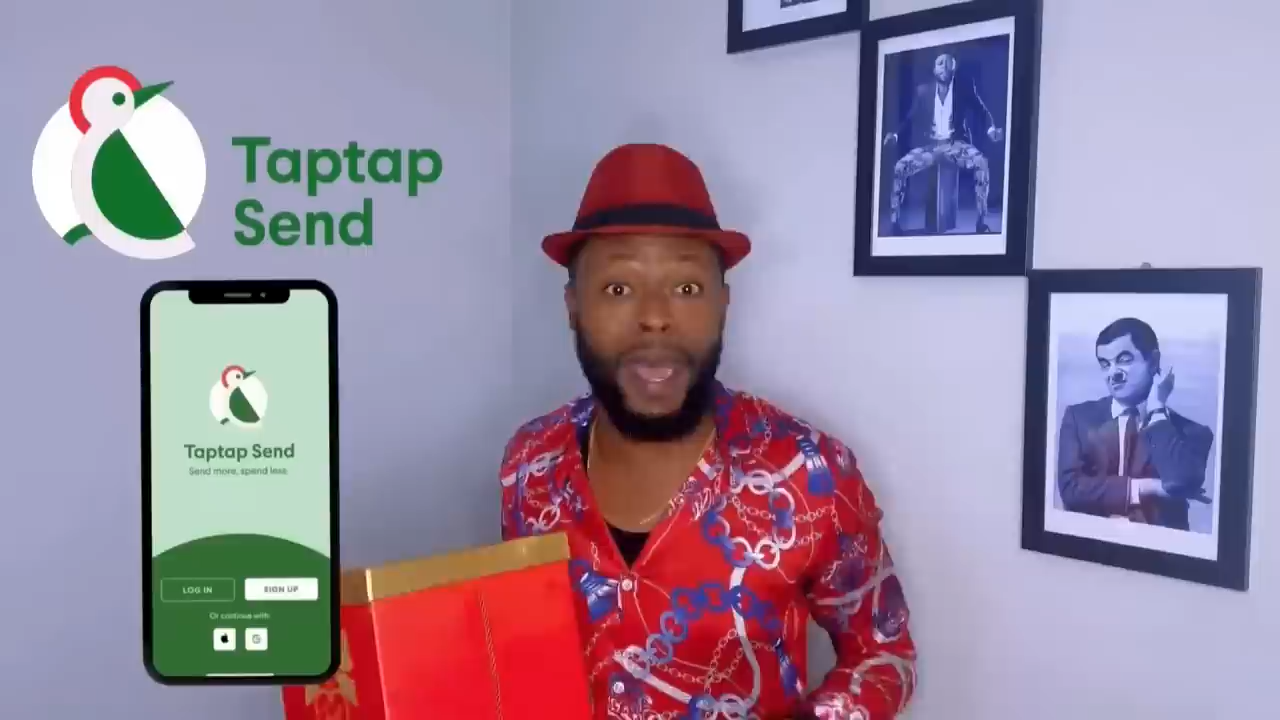 Taptap
Send
Taptap Send
Send more, spend less
LOG IN
SIGN UP
Or continue with
G